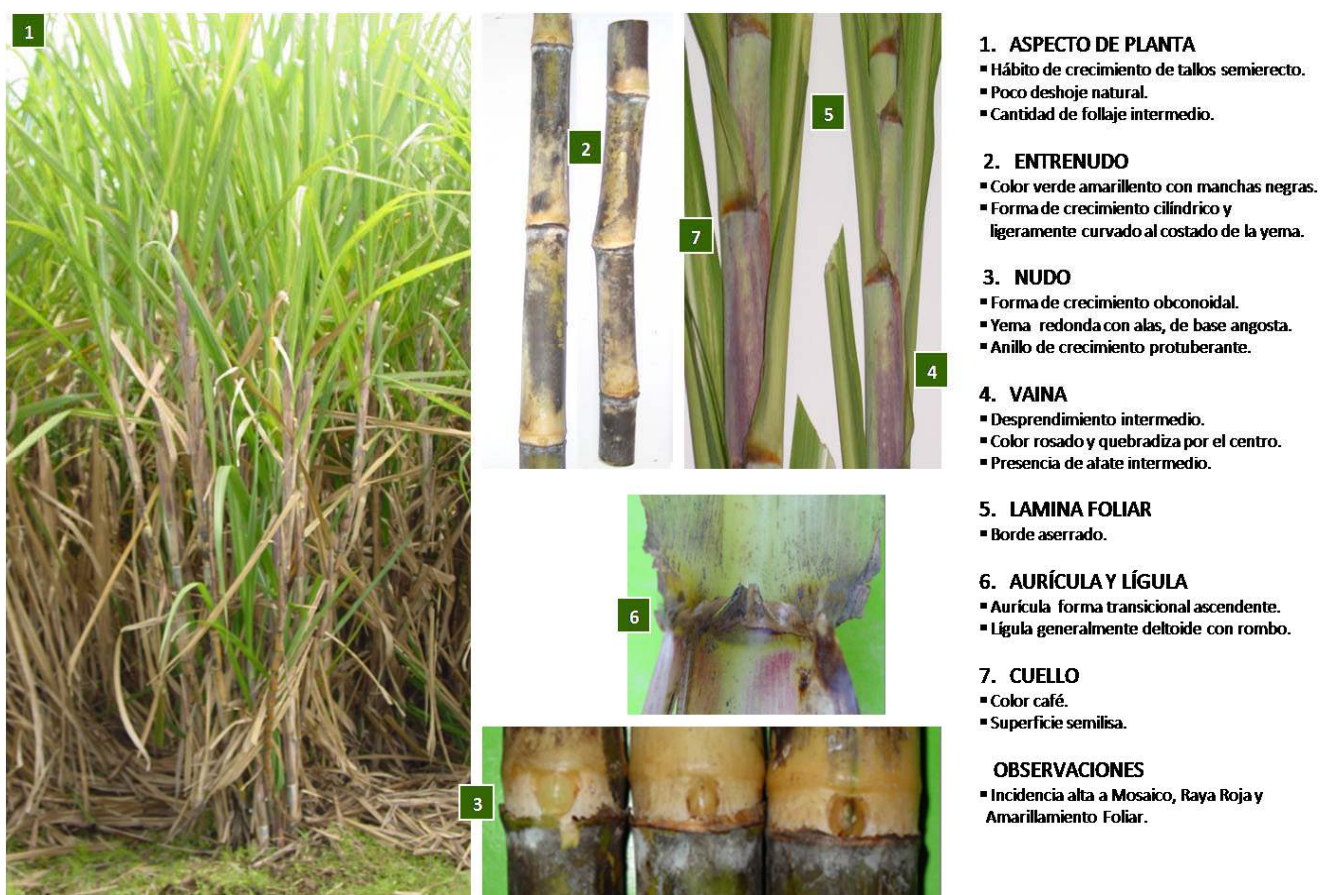 1
2
5
7
4
6
3
1. ASPECTO DE PLANTA
▪ Hábito de crecimiento de tallos semierecto.
▪ Poco deshoje natural.
▪ Cantidad de follaje intermedio.
2. ENTRENUDO
▪ Color verde amarillento con manchas negras.
▪ Forma de crecimiento cilíndrico y
ligeramente curvado al costado de la yema.
3. NUDO
▪ Forma de crecimiento obconoidal.
▪ Yema redonda con alas, de base angosta.
▪ Anillo de crecimiento protuberante.
4. VAINA
▪ Desprendimiento intermedio.
▪ Color rosado y quebradiza por el centro.
▪ Presencia de afate intermedio.
5. LAMINA FOLIAR
▪ Borde aserrado.
6. AURÍCULA Y LÍGULA
▪ Aurícula forma transicional ascendente.
▪ Lígula generalmente deltoide con rombo.
7. CUELLO
▪ Color café.
▪ Superficie semilisa.
OBSERVACIONES
▪ Incidencia alta a Mosaico, Raya Roja y
Amarillamiento Foliar.